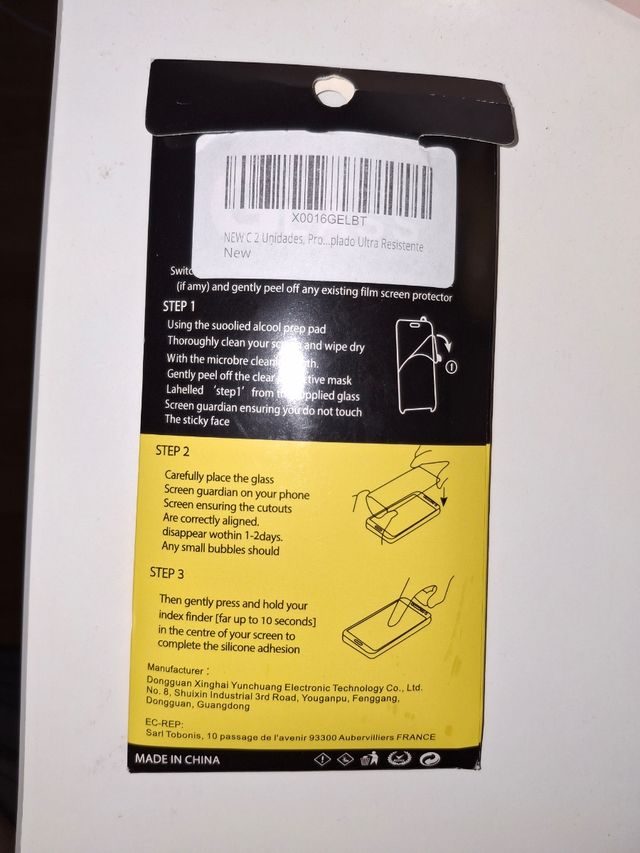 X0016GELBT
NEW C 2 Unidades, Pro...plado Ultra Resistente
New
Switc
(if amy) and gently peel off any existing film screen protector
STEP 1
Using the suoolied alcool prep pad
Thoroughly clean your and wipe dry
With the microbre
Gently peel off the clear mask
Lahelled 'step1' from glass
Screen guardian ensuring you do not touch
The sticky face
1
STEP 2
Carefully place the glass
Screen guardian on your phone
Screen ensuring the cutouts
Are correctly aligned.
disappear wothin 1-2days.
Any small bubbles should
STEP 3
Then gently press and hold your
index finder [far up to 10 seconds]
in the centre of your screen to
complete the silicone adhesion
Manufacturer :
Dongguan Xinghai Yunchuang Electronic Technology Co., Ltd.
No. 8, Shuixin Industrial 3rd Road, Youganpu, Fenggang,
Dongguan, Guangdong
EC-REP:
Sarl Tobonis, 10 passage de l'avenir 93300 Aubervilliers FRANCE
MADE IN CHINA